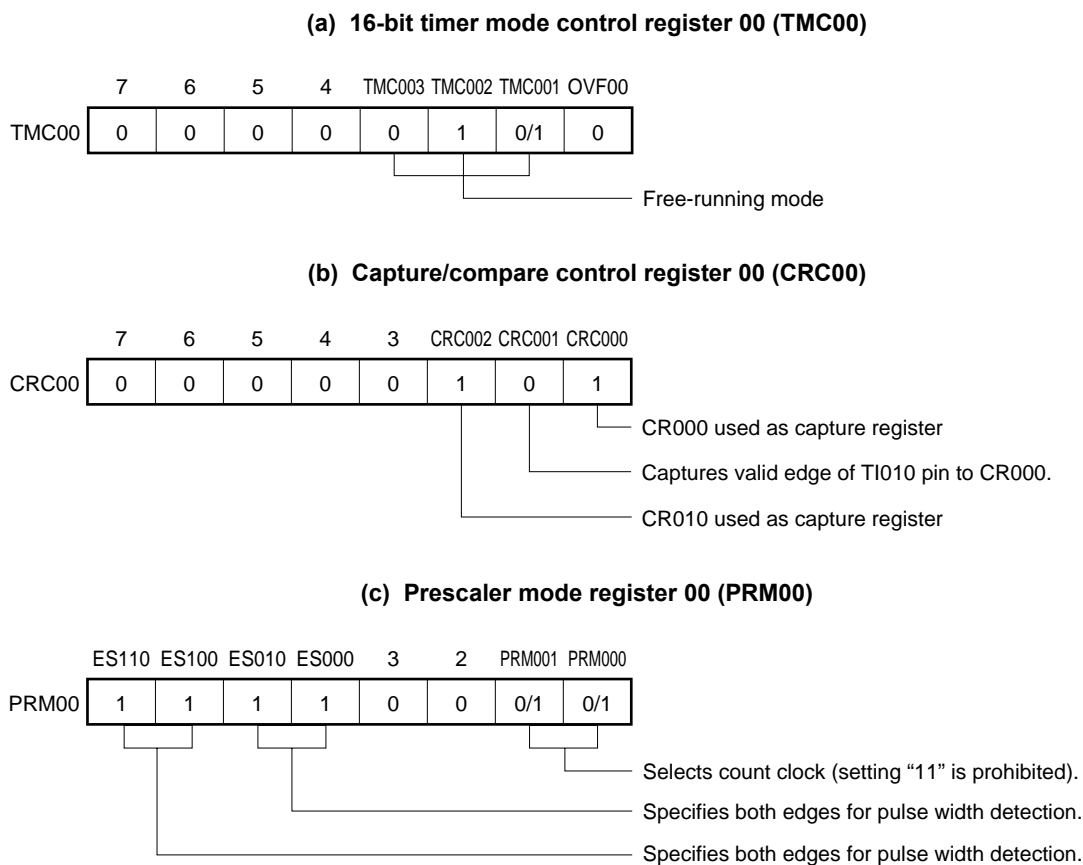 (a) 16-bit timer mode control register 00 (TMC00)
7 6 5 4 TMC003 TMC002 TMC001 OVF00
TMC00 0 0 0 0 0 1 0/1 0
Free-running mode
(b) Capture/compare control register 00 (CRC00)
7 6 5 4 3 CRC002 CRC001 CRC000
CRC00 0 0 0 0 0 1 0 1
CR000 used as capture register
Captures valid edge of TI010 pin to CR000.
CR010 used as capture register
(c) Prescaler mode register 00 (PRM00)
ES110 ES100 ES010 ES000 3 2 PRM001 PRM000
PRM00 1 1 1 1 0 0 0/1 0/1
Selects count clock (setting “11” is prohibited).
Specifies both edges for pulse width detection.
Specifies both edges for pulse width detection.